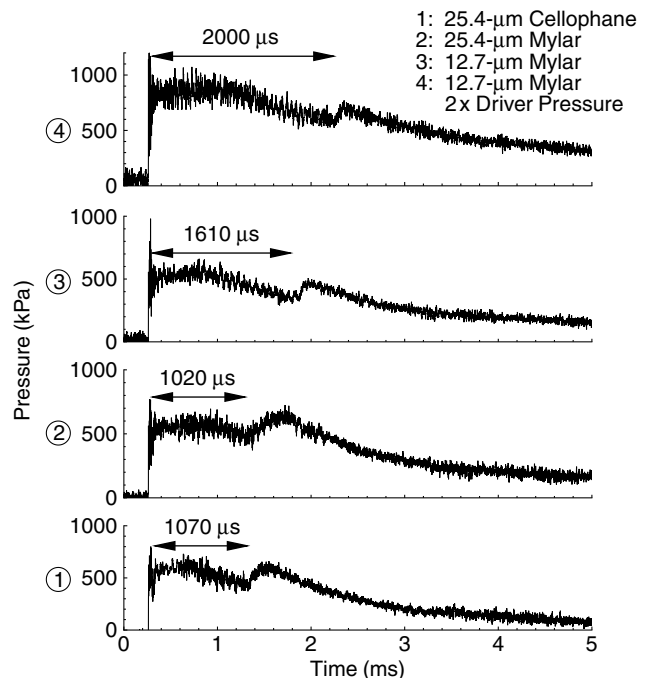 1: 25.4-μm Cellophane
2: 25.4-μm Mylar
3: 12.7-μm Mylar
4: 12.7-μm Mylar
2x Driver Pressure
2000 μs
1000
500
0
④
1610 μs
1000
500
0
③
1020 μs
1000
500
0
②
1070 μs
1000
500
0
①
Pressure (kPa)
0 1 2 3 4 5
Time (ms)